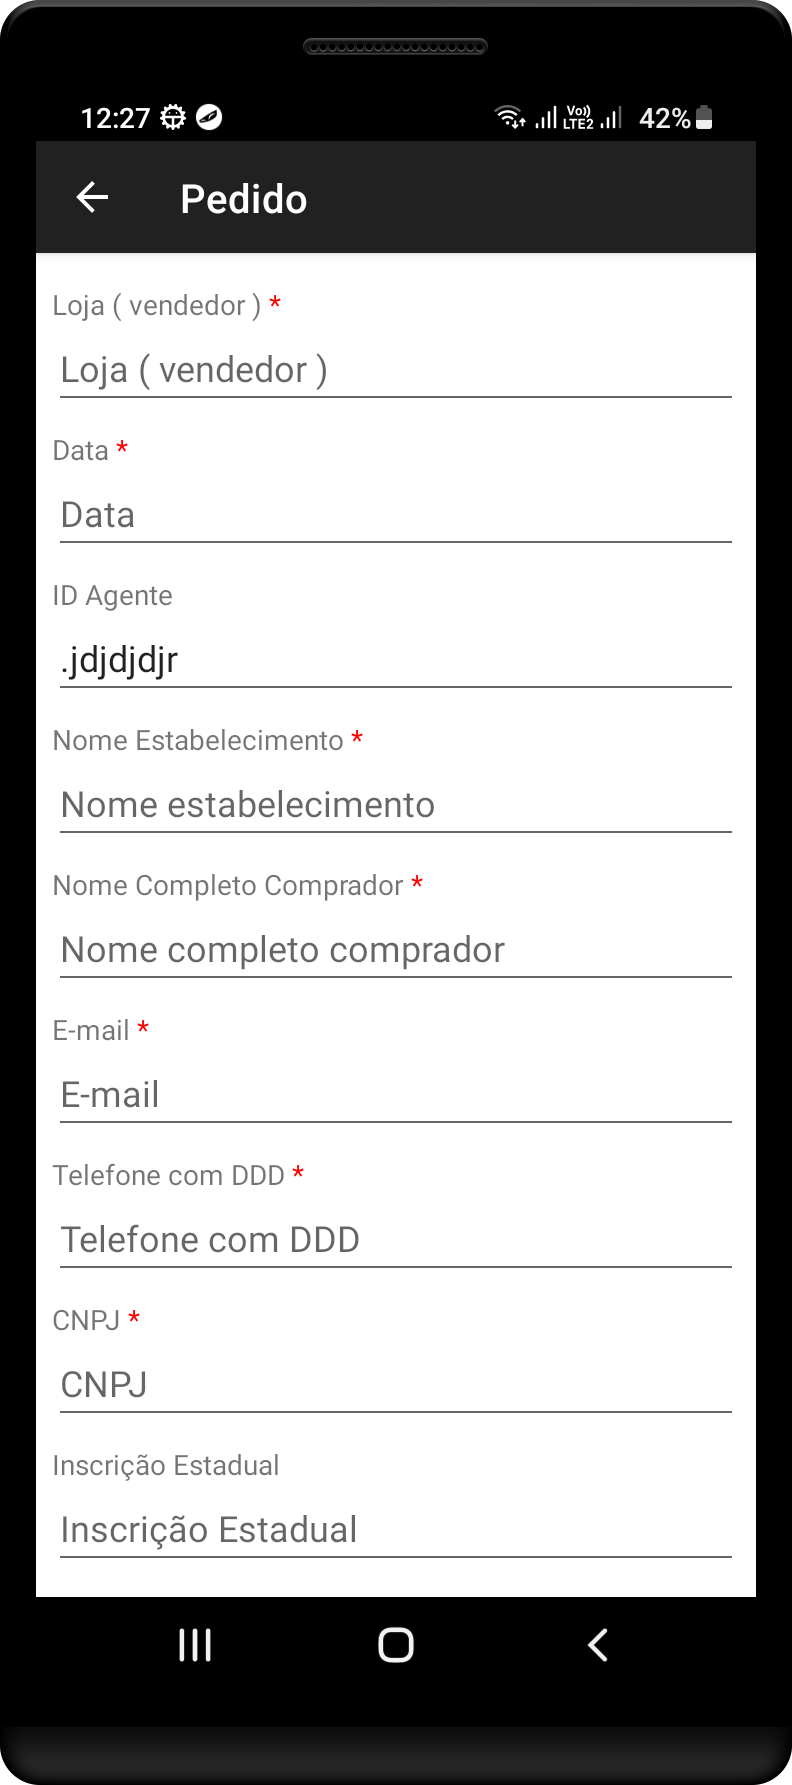 12:27 Vo)) LTE2 42%
Pedido
Loja ( vendedor ) *
Loja ( vendedor )
Data *
Data
ID Agente
.jdjdjdjr
Nome Estabelecimento *
Nome estabelecimento
Nome Completo Comprador *
Nome completo comprador
E-mail *
E-mail
Telefone com DDD *
Telefone com DDD
CNPJ *
CNPJ
Inscrição Estadual
Inscrição Estadual